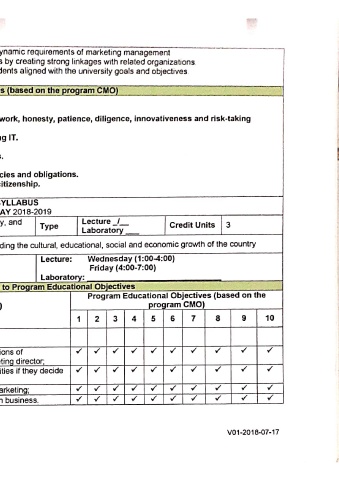 ynamic requirements of marketing management
s by creating strong linkages with related organizations
dents aligned with the university goals and objectives
s (based on the program CMO)
work, honesty, patience, diligence, innovativeness and risk-taking
g IT.
s.
cies and obligations.
citizenship.
SYLLABUS
AY 2018-2019
y, and Type Lecture _/_ Credit Units 3
Laboratory ___
ding the cultural, educational, social and economic growth of the country
Lecture: Wednesday (1:00-4:00)
Friday (4:00-7:00)
Laboratory: ____
to Program Educational Objectives
Program Educational Objectives (based on the
) program CMO)
1 2 3 4 5 6 7 8 9 10
ions of ✓ ✓ ✓ ✓ ✓ ✓ ✓ ✓ ✓ ✓
ting director;
ities if they decide ✓ ✓ ✓ ✓ ✓ ✓ ✓ ✓ ✓ ✓
arketing; ✓ ✓ ✓ ✓ ✓ ✓ ✓ ✓ ✓ ✓
n business. ✓ ✓ ✓ ✓ ✓ ✓ ✓ ✓ ✓ ✓
V01-2018-07-17